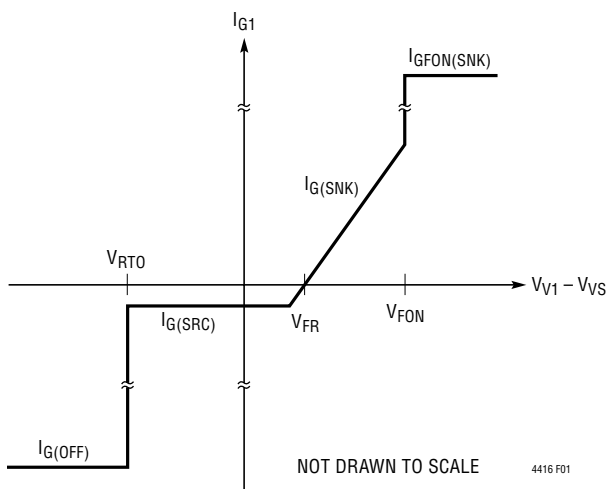 I_G1
I_GFON(SNK)
I_G(SNK)
V_RTO
V_V1 – V_VS
I_G(SRC)
V_FR
V_FON
I_G(OFF)
NOT DRAWN TO SCALE
4416 F01